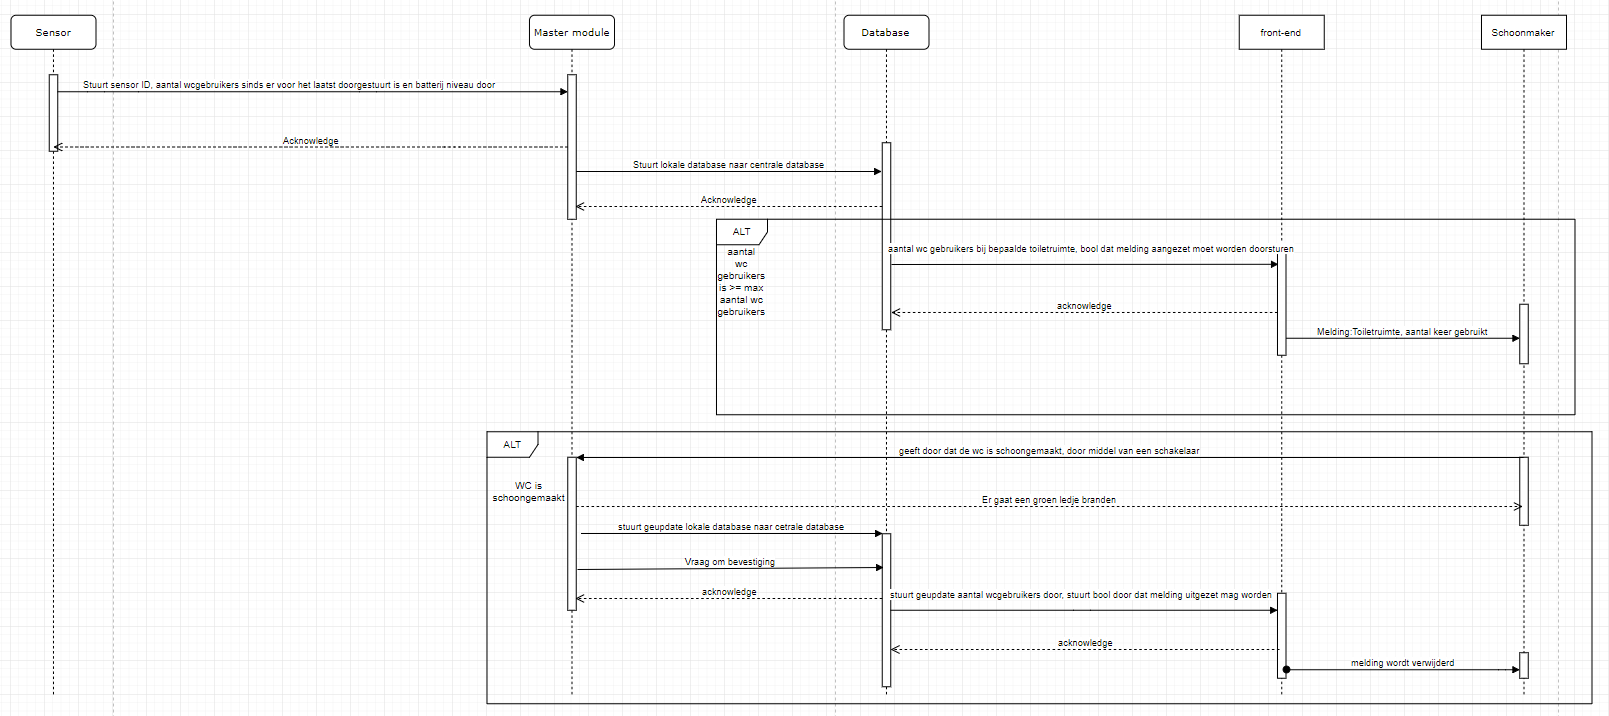 Sensor
Master module
Database
front-end
Schoonmaker
Stuurt sensor ID, aantal wcgebruikers sinds er voor het laatst doorgestuurt is en batterij niveau door
Acknowledge
Stuurt lokale database naar centrale database
Acknowledge
ALT
aantal
wc
gebruikers
is >= max
aantal wc
gebruikers
aantal wc gebruikers bij bepaalde toiletruimte, bool dat melding aangezet moet worden doorsturen
acknowledge
Melding:Toiletruimte, aantal keer gebruikt
ALT
WC is
schoongemaakt
geeft door dat de wc is schoongemaakt, door middel van een schakelaar
Er gaat een groen ledje branden
stuurt geupdate lokale database naar cetrale database
Vraag om bevestiging
acknowledge
stuurt geupdate aantal wcgebruikers door, stuurt bool door dat melding uitgezet mag worden
acknowledge
melding wordt verwijderd